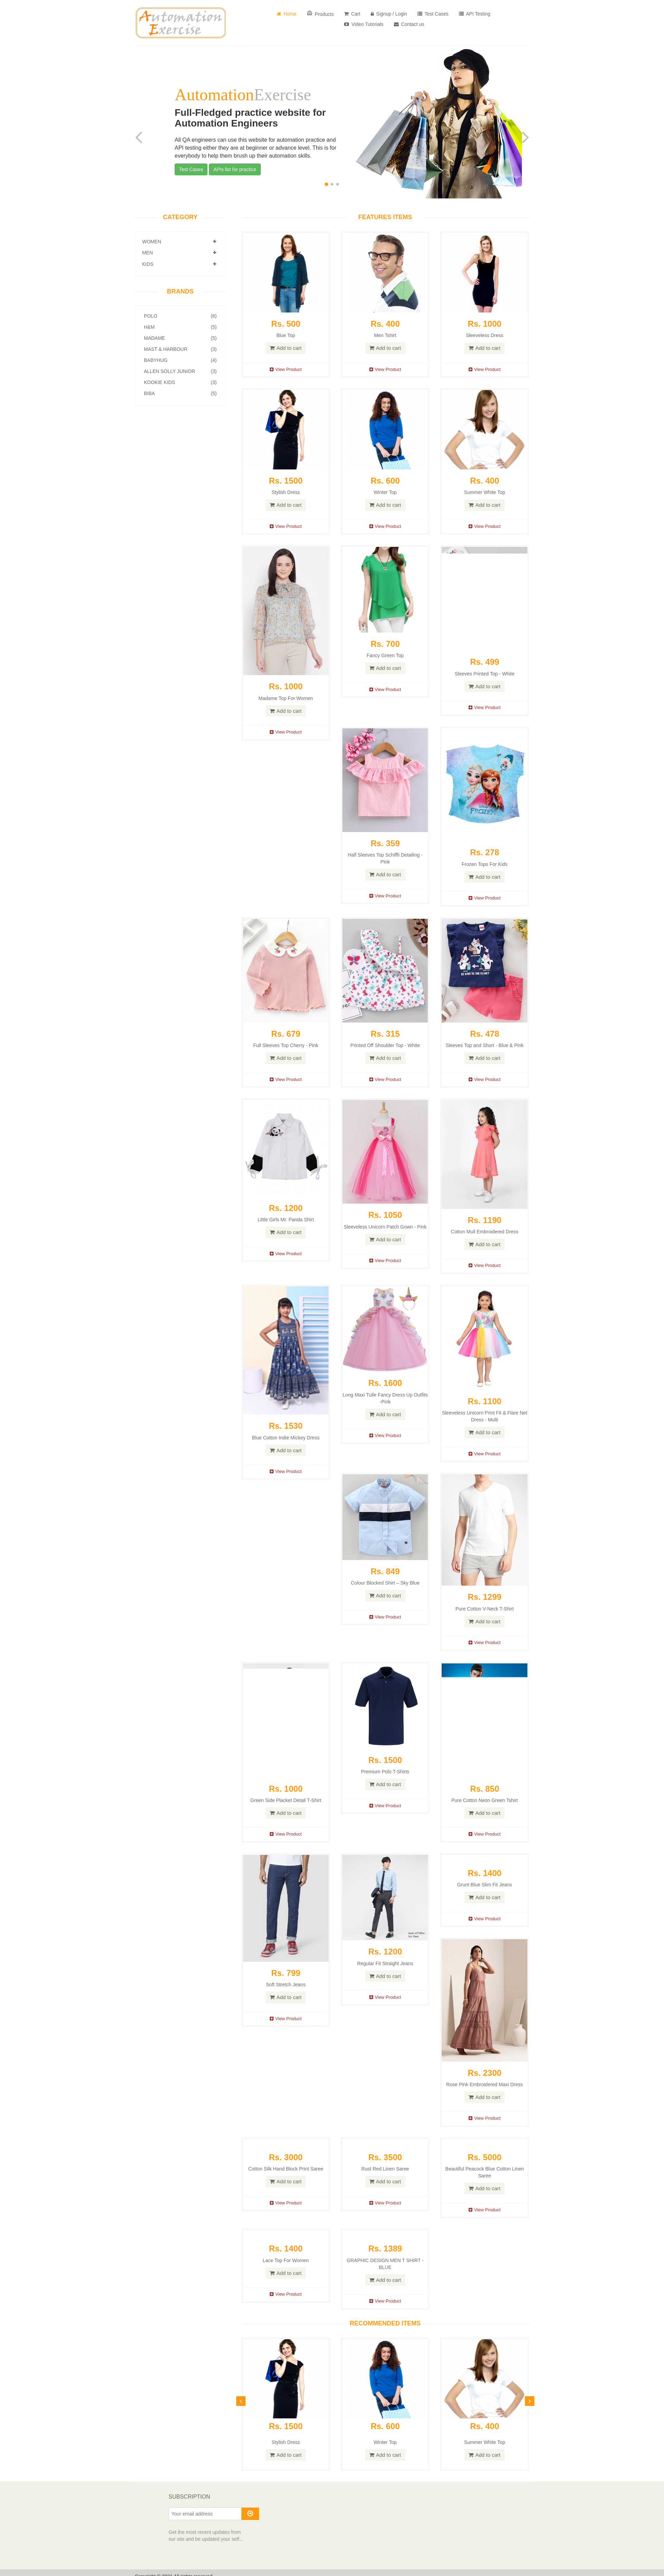 Automation
Exercise
Home
Products
Cart
Signup / Login
Test Cases
API Testing
Video Tutorials
Contact us
AutomationExercise
Full-Fledged practice website for
Automation Engineers
All QA engineers can use this website for automation practice and
API testing either they are at beginner or advance level. This is for
everybody to help them brush up their automation skills.
Test Cases
APIs list for practice
CATEGORY
WOMEN
MEN
KIDS
BRANDS
POLO (6)
H&M (5)
MADAME (5)
MAST & HARBOUR (3)
BABYHUG (4)
ALLEN SOLLY JUNIOR (3)
KOOKIE KIDS (3)
BIBA (5)
FEATURES ITEMS
Rs. 500
Blue Top
Add to cart
View Product
Rs. 400
Men Tshirt
Add to cart
View Product
Rs. 1000
Sleeveless Dress
Add to cart
View Product
Rs. 1500
Stylish Dress
Add to cart
View Product
Rs. 600
Winter Top
Add to cart
View Product
Rs. 400
Summer White Top
Add to cart
View Product
Rs. 1000
Madame Top For Women
Add to cart
View Product
Rs. 700
Fancy Green Top
Add to cart
View Product
Rs. 499
Sleeves Printed Top - White
Add to cart
View Product
Rs. 359
Half Sleeves Top Schiffli Detailing -
Pink
Add to cart
View Product
FROZEN
Rs. 278
Frozen Tops For Kids
Add to cart
View Product
Rs. 679
Full Sleeves Top Cherry - Pink
Add to cart
View Product
Rs. 315
Printed Off Shoulder Top - White
Add to cart
View Product
Rs. 478
Sleeves Top and Short - Blue & Pink
Add to cart
View Product
Rs. 1200
Little Girls Mr. Panda Shirt
Add to cart
View Product
Rs. 1050
Sleeveless Unicorn Patch Gown - Pink
Add to cart
View Product
Rs. 1190
Cotton Mull Embroidered Dress
Add to cart
View Product
Rs. 1530
Blue Cotton Indie Mickey Dress
Add to cart
View Product
Rs. 1600
Long Maxi Tulle Fancy Dress Up Outfits
-Pink
Add to cart
View Product
Rs. 1100
Sleeveless Unicorn Print Fit & Flare Net
Dress - Multi
Add to cart
View Product
Rs. 849
Colour Blocked Shirt – Sky Blue
Add to cart
View Product
Rs. 1299
Pure Cotton V-Neck T-Shirt
Add to cart
View Product
Rs. 1000
Green Side Placket Detail T-Shirt
Add to cart
View Product
Rs. 1500
Premium Polo T-Shirts
Add to cart
View Product
Rs. 850
Pure Cotton Neon Green Tshirt
Add to cart
View Product
Rs. 799
Soft Stretch Jeans
Add to cart
View Product
Rs. 1200
Regular Fit Straight Jeans
Add to cart
View Product
Rs. 1400
Grunt Blue Slim Fit Jeans
Add to cart
View Product
Rs. 2300
Rose Pink Embroidered Maxi Dress
Add to cart
View Product
Rs. 3000
Cotton Silk Hand Block Print Saree
Add to cart
View Product
Rs. 3500
Rust Red Linen Saree
Add to cart
View Product
Rs. 5000
Beautiful Peacock Blue Cotton Linen
Saree
Add to cart
View Product
Rs. 1400
Lace Top For Women
Add to cart
View Product
Rs. 1389
GRAPHIC DESIGN MEN T SHIRT -
BLUE
Add to cart
View Product
RECOMMENDED ITEMS
Rs. 1500
Stylish Dress
Add to cart
Rs. 600
Winter Top
Add to cart
Rs. 400
Summer White Top
Add to cart
SUBSCRIPTION
Your email address
Get the most recent updates from
our site and be updated your self...